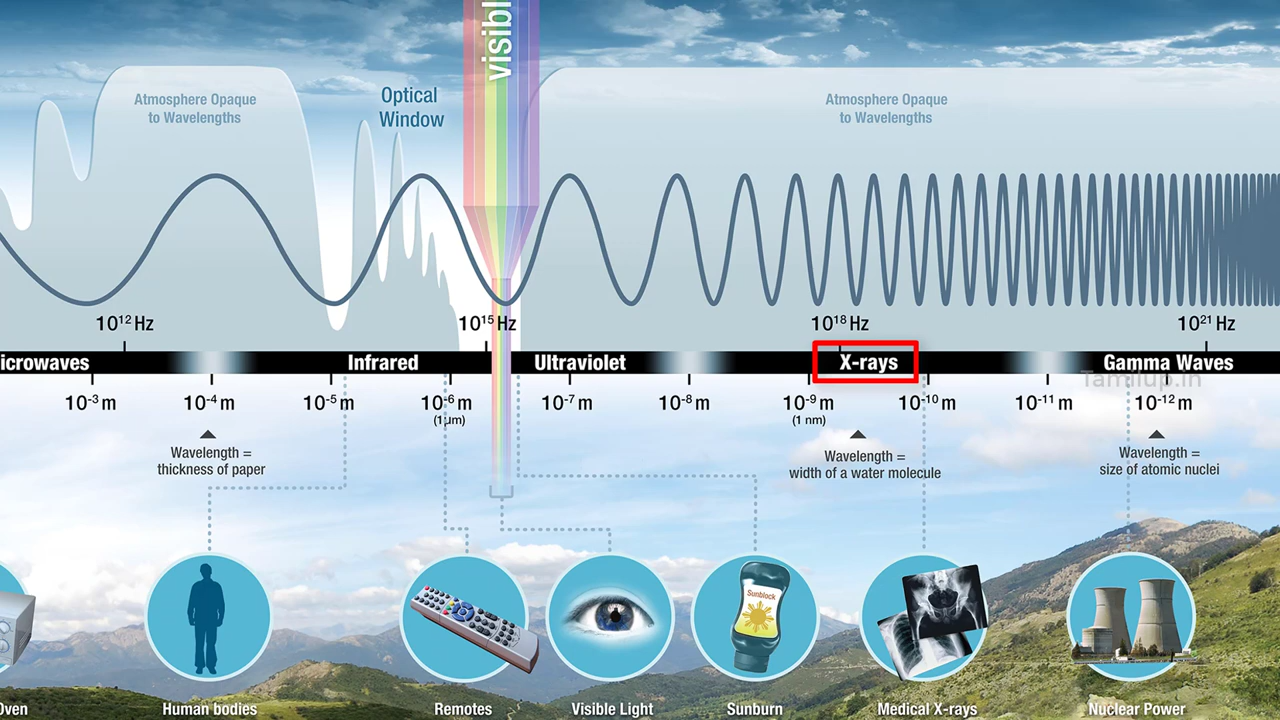 visibl
Atmosphere Opaque
to Wavelengths
Optical
Window
Atmosphere Opaque
to Wavelengths
10¹² Hz
10¹⁵ Hz
10¹⁸ Hz
10²¹ Hz
icrowaves
Infrared
Ultraviolet
X-rays
Gamma Waves
Tamilup.in
10⁻³ m
10⁻⁴ m
10⁻⁵ m
10⁻⁶ m
(1 µm)
10⁻⁷ m
10⁻⁸ m
10⁻⁹ m
(1 nm)
10⁻¹⁰ m
10⁻¹¹ m
10⁻¹² m
Wavelength =
thickness of paper
Wavelength =
width of a water molecule
Wavelength =
size of atomic nuclei
Sunblock
Oven
Human bodies
Remotes
Visible Light
Sunburn
Medical X-rays
Nuclear Power